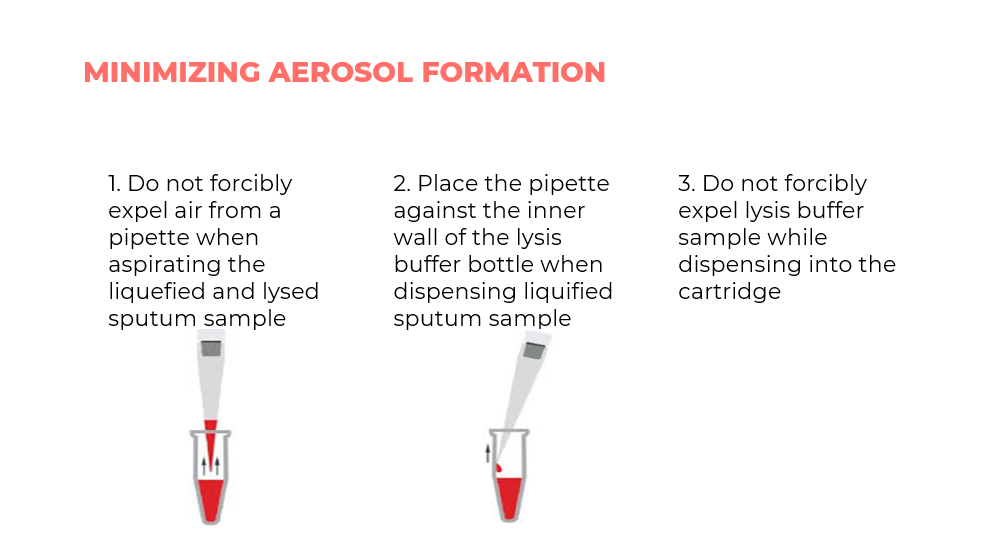 MINIMIZING AEROSOL FORMATION
1. Do not forcibly
expel air from a
pipette when
aspirating the
liquefied and lysed
sputum sample
2. Place the pipette
against the inner
wall of the lysis
buffer bottle when
dispensing liquified
sputum sample
3. Do not forcibly
expel lysis buffer
sample while
dispensing into the
cartridge